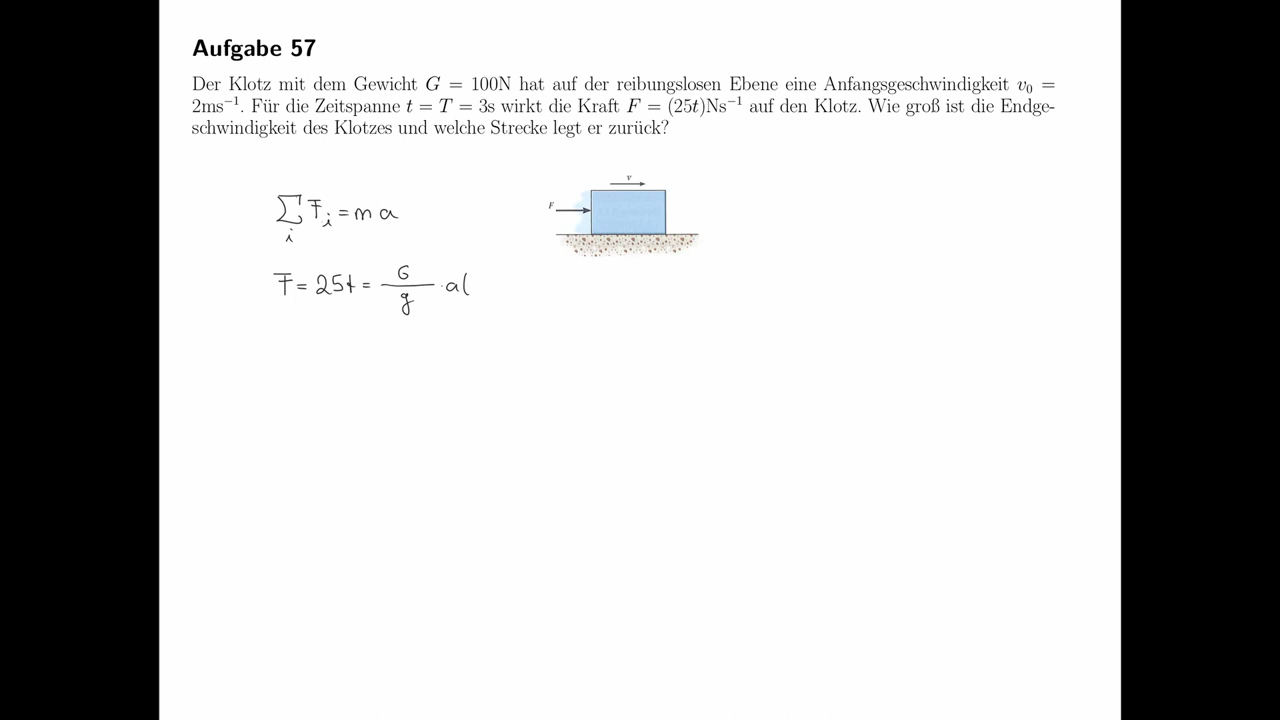 Aufgabe 57
Der Klotz mit dem Gewicht G = 100N hat auf der reibungslosen Ebene eine Anfangsgeschwindigkeit v₀ =
2ms⁻¹. Für die Zeitspanne t = T = 3s wirkt die Kraft F = (25t)Ns⁻¹ auf den Klotz. Wie groß ist die Endge-
schwindigkeit des Klotzes und welche Strecke legt er zurück?
v
F
∑ᵢ Fᵢ = m a
F = 25t = G/g · a(